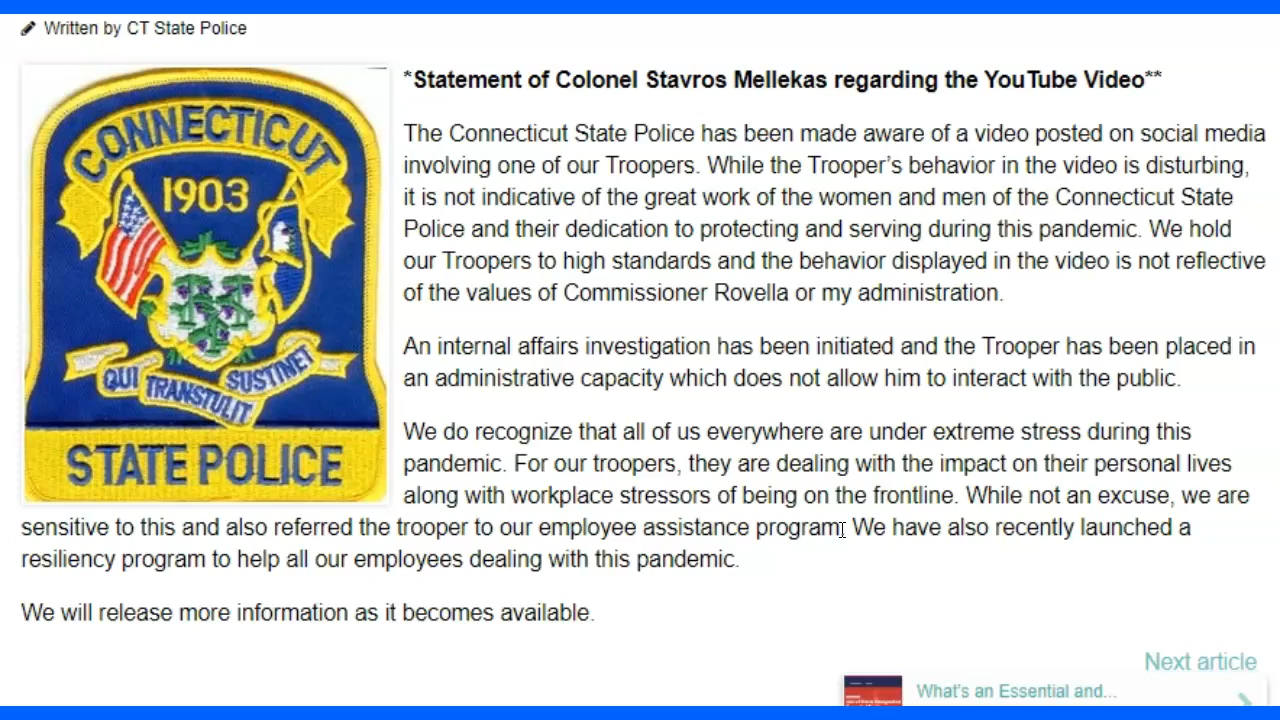 Written by CT State Police
CONNECTICUT
1903
QUI TRANSTULIT SUSTINET
STATE POLICE
*Statement of Colonel Stavros Mellekas regarding the YouTube Video**
The Connecticut State Police has been made aware of a video posted on social media
involving one of our Troopers. While the Trooper’s behavior in the video is disturbing,
it is not indicative of the great work of the women and men of the Connecticut State
Police and their dedication to protecting and serving during this pandemic. We hold
our Troopers to high standards and the behavior displayed in the video is not reflective
of the values of Commissioner Rovella or my administration.
An internal affairs investigation has been initiated and the Trooper has been placed in
an administrative capacity which does not allow him to interact with the public.
We do recognize that all of us everywhere are under extreme stress during this
pandemic. For our troopers, they are dealing with the impact on their personal lives
along with workplace stressors of being on the frontline. While not an excuse, we are
sensitive to this and also referred the trooper to our employee assistance program. We have also recently launched a
resiliency program to help all our employees dealing with this pandemic.
We will release more information as it becomes available.
Next article
What's an Essential and...